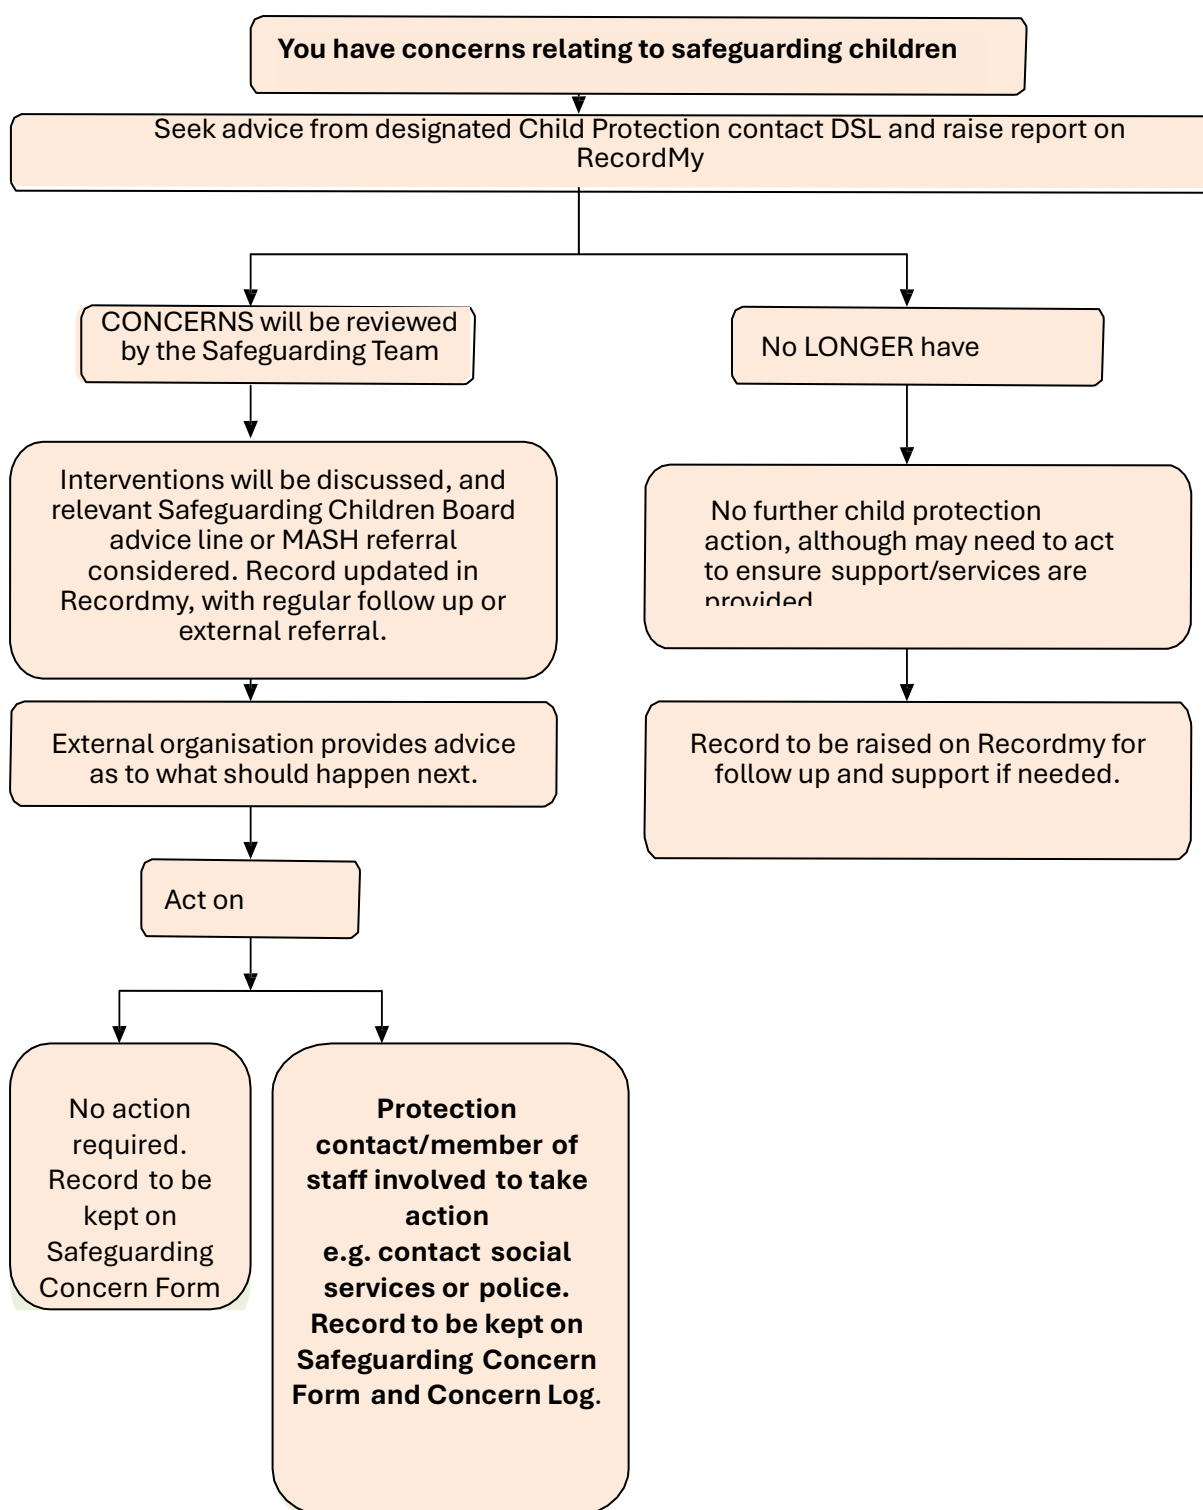 You have concerns relating to safeguarding children
Seek advice from designated Child Protection contact DSL and raise report on
RecordMy
CONCERNS will be reviewed
by the Safeguarding Team
No LONGER have
Interventions will be discussed, and
relevant Safeguarding Children Board
advice line or MASH referral
considered. Record updated in
Recordmy, with regular follow up or
external referral.
No further child protection
action, although may need to act
to ensure support/services are
provided
External organisation provides advice
as to what should happen next.
Record to be raised on Recordmy for
follow up and support if needed.
Act on
No action
required.
Record to be
kept on
Safeguarding
Concern Form
Protection
contact/member of
staff involved to take
action
e.g. contact social
services or police.
Record to be kept on
Safeguarding Concern
Form and Concern Log.